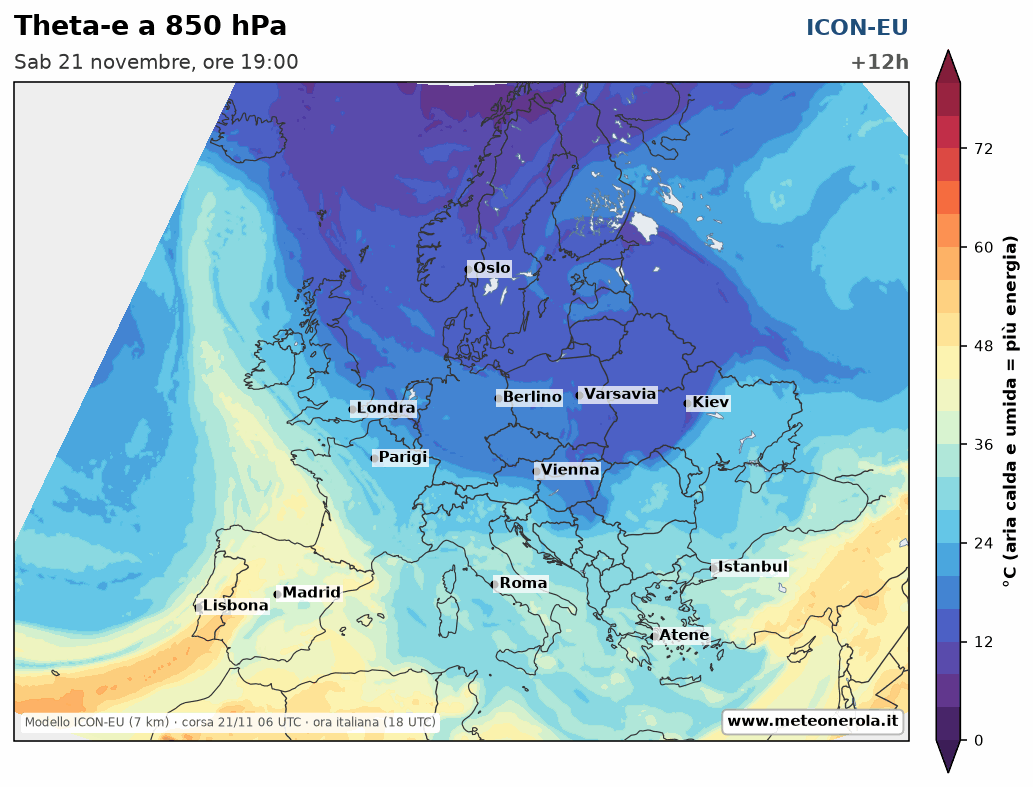 Theta-e a 850 hPa
ICON-EU
Sab 21 novembre, ore 19:00
+12h
72
60
48
36
24
12
0
°C (aria calda e umida = più energia)
Oslo
Berlino
Varsavia
Kiev
Londra
Parigi
Vienna
Istanbul
Roma
Madrid
Lisbona
Atene
Modello ICON-EU (7 km) · corsa 21/11 06 UTC · ora italiana (18 UTC)
www.meteonerola.it